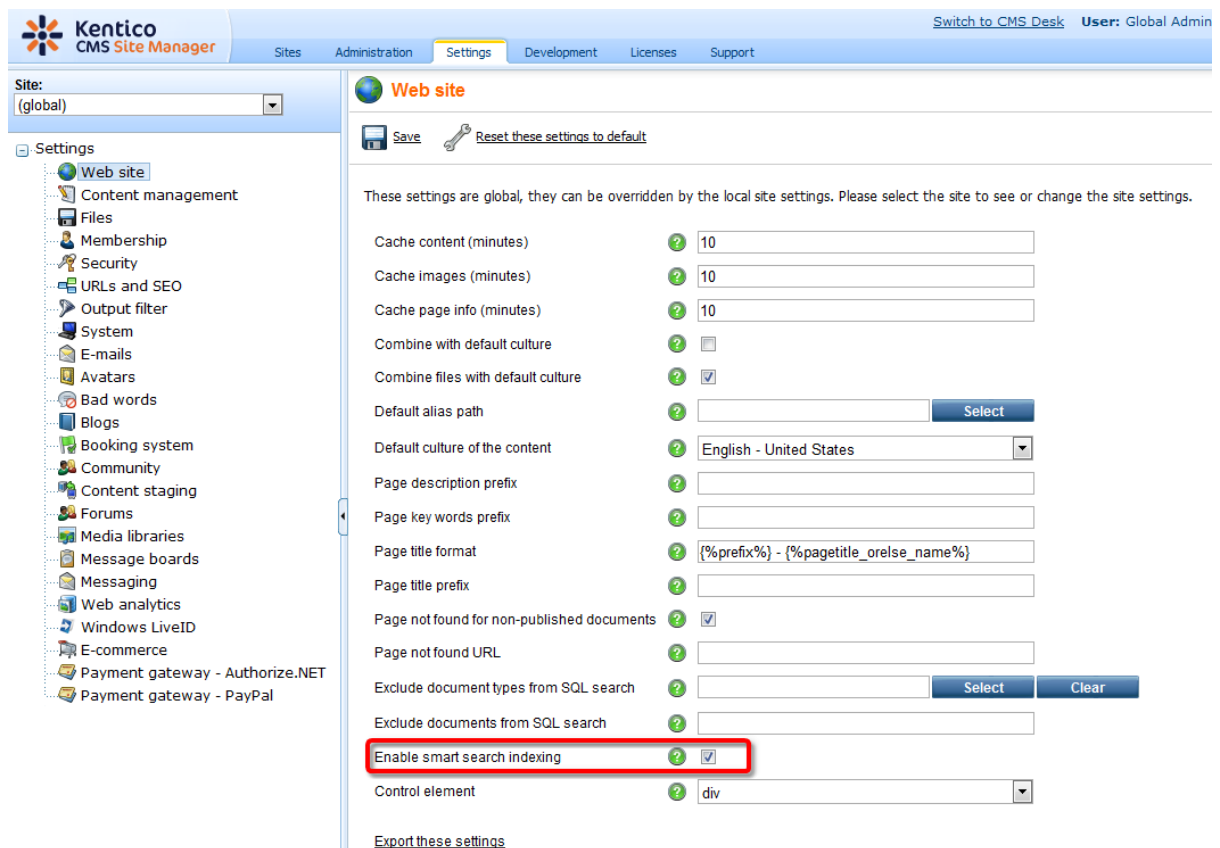 Kentico
CMS Site Manager
Switch to CMS Desk User: Global Admin
Sites Administration Settings Development Licenses Support
Site:
(global)
Settings
Web site
Content management
Files
Membership
Security
URLs and SEO
Output filter
System
E-mails
Avatars
Bad words
Blogs
Booking system
Community
Content staging
Forums
Media libraries
Message boards
Messaging
Web analytics
Windows LiveID
E-commerce
Payment gateway - Authorize.NET
Payment gateway - PayPal
Web site
Save Reset these settings to default
These settings are global, they can be overridden by the local site settings. Please select the site to see or change the site settings.
Cache content (minutes) ? 10
Cache images (minutes) ? 10
Cache page info (minutes) ? 10
Combine with default culture ?
Combine files with default culture ?
Default alias path ? Select
Default culture of the content ? English - United States
Page description prefix ?
Page key words prefix ?
Page title format ? {%prefix%} - {%pagetitle_orelse_name%}
Page title prefix ?
Page not found for non-published documents ?
Page not found URL ?
Exclude document types from SQL search ? Select Clear
Exclude documents from SQL search ?
Enable smart search indexing ?
Control element ? div
Export these settings